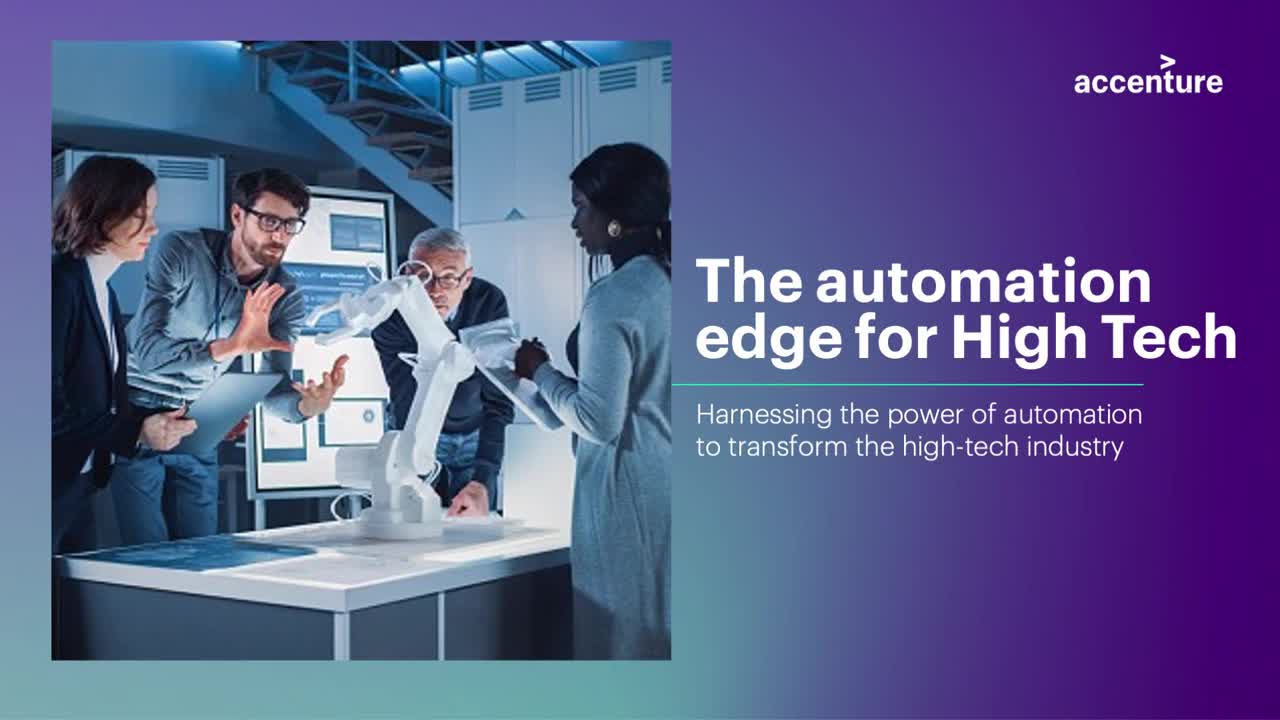 accenture
The automation
edge for High Tech
Harnessing the power of automation
to transform the high-tech industry